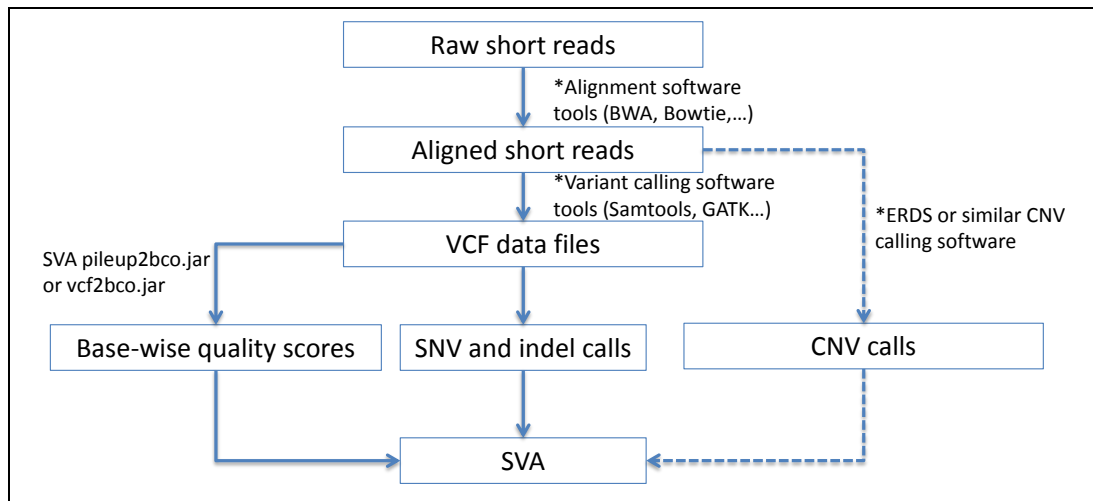 Raw short reads
*Alignment software
tools (BWA, Bowtie,…)
Aligned short reads
*Variant calling software
tools (Samtools, GATK…)
*ERDS or similar CNV
calling software
VCF data files
SVA pileup2bco.jar
or vcf2bco.jar
Base-wise quality scores
SNV and indel calls
CNV calls
SVA